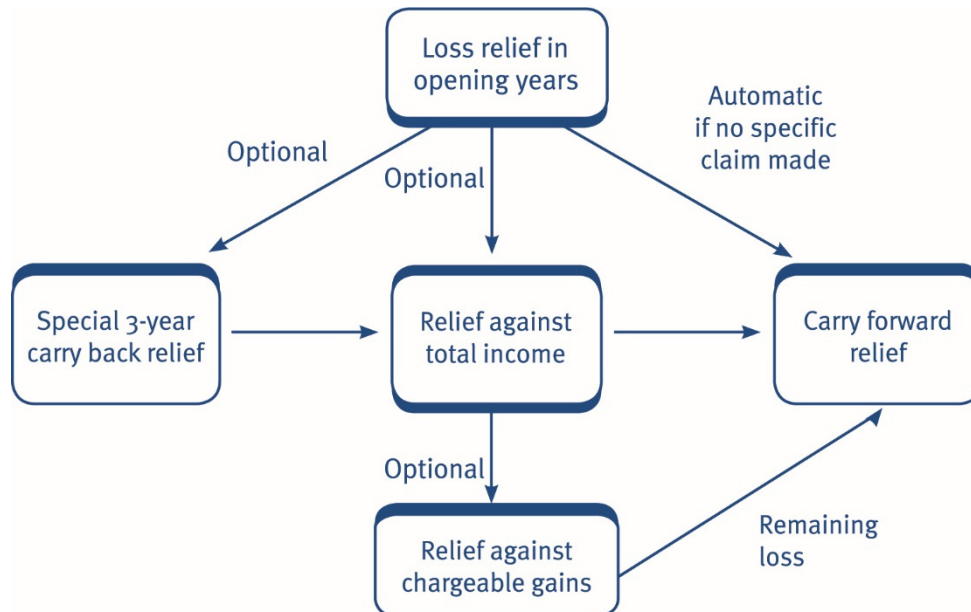 Loss relief in
opening years
Optional
Optional
Automatic
if no specific
claim made
Special 3-year
carry back relief
Relief against
total income
Carry forward
relief
Optional
Relief against
chargeable gains
Remaining
loss